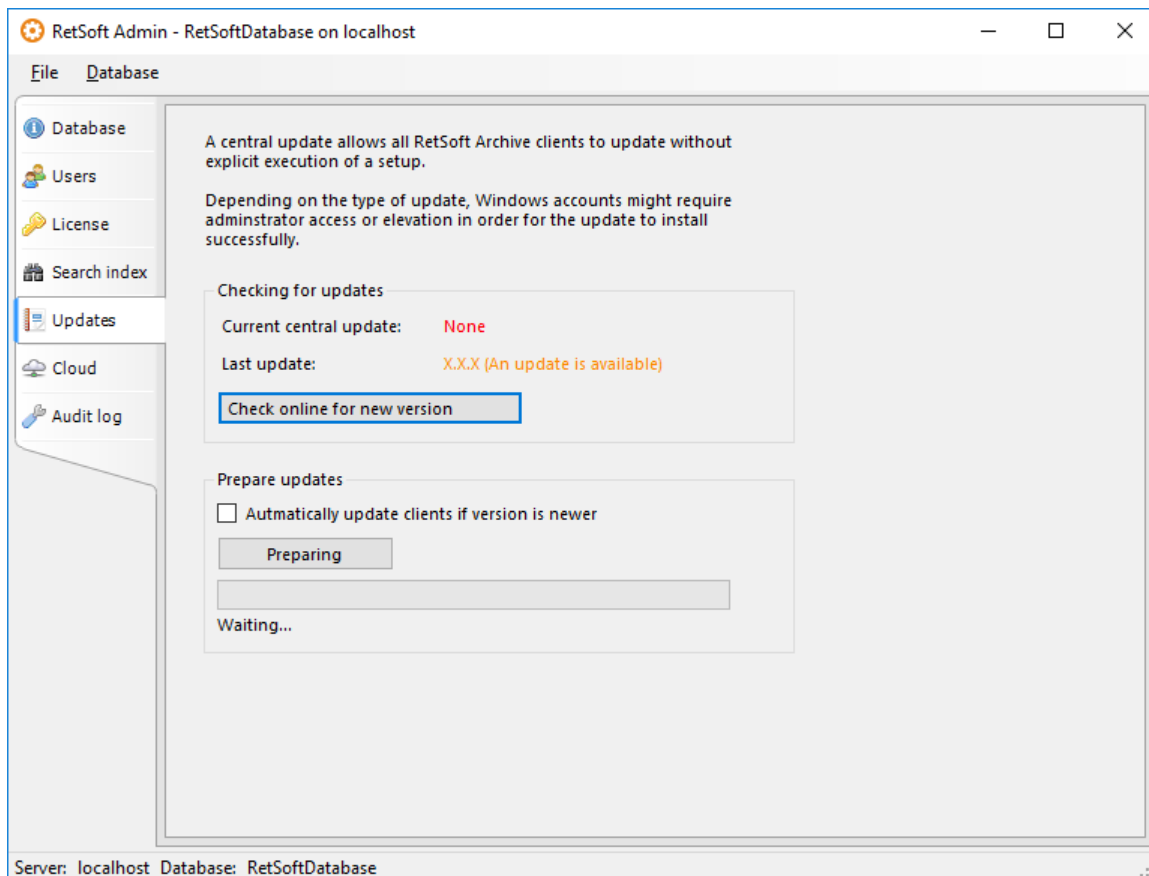 RetSoft Admin - RetSoftDatabase on localhost
File Database
Database
Users
License
Search index
Updates
Cloud
Audit log
A central update allows all RetSoft Archive clients to update without
explicit execution of a setup.
Depending on the type of update, Windows accounts might require
adminstrator access or elevation in order for the update to install
successfully.
Checking for updates
Current central update: None
Last update: X.X.X (An update is available)
Check online for new version
Prepare updates
Autmatically update clients if version is newer
Preparing
Waiting...
Server: localhost Database: RetSoftDatabase